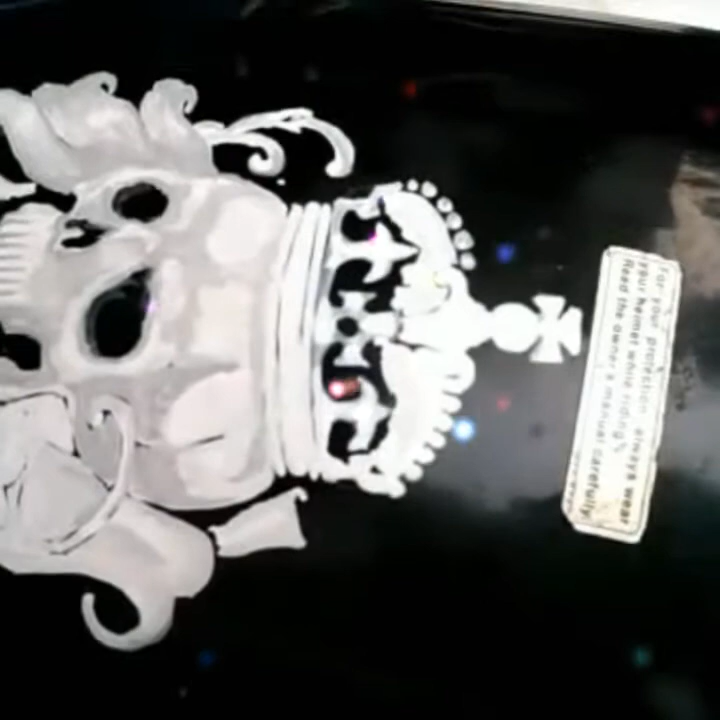 For your protection, always wear
your helmet while riding.
Read the owner's manual carefully.